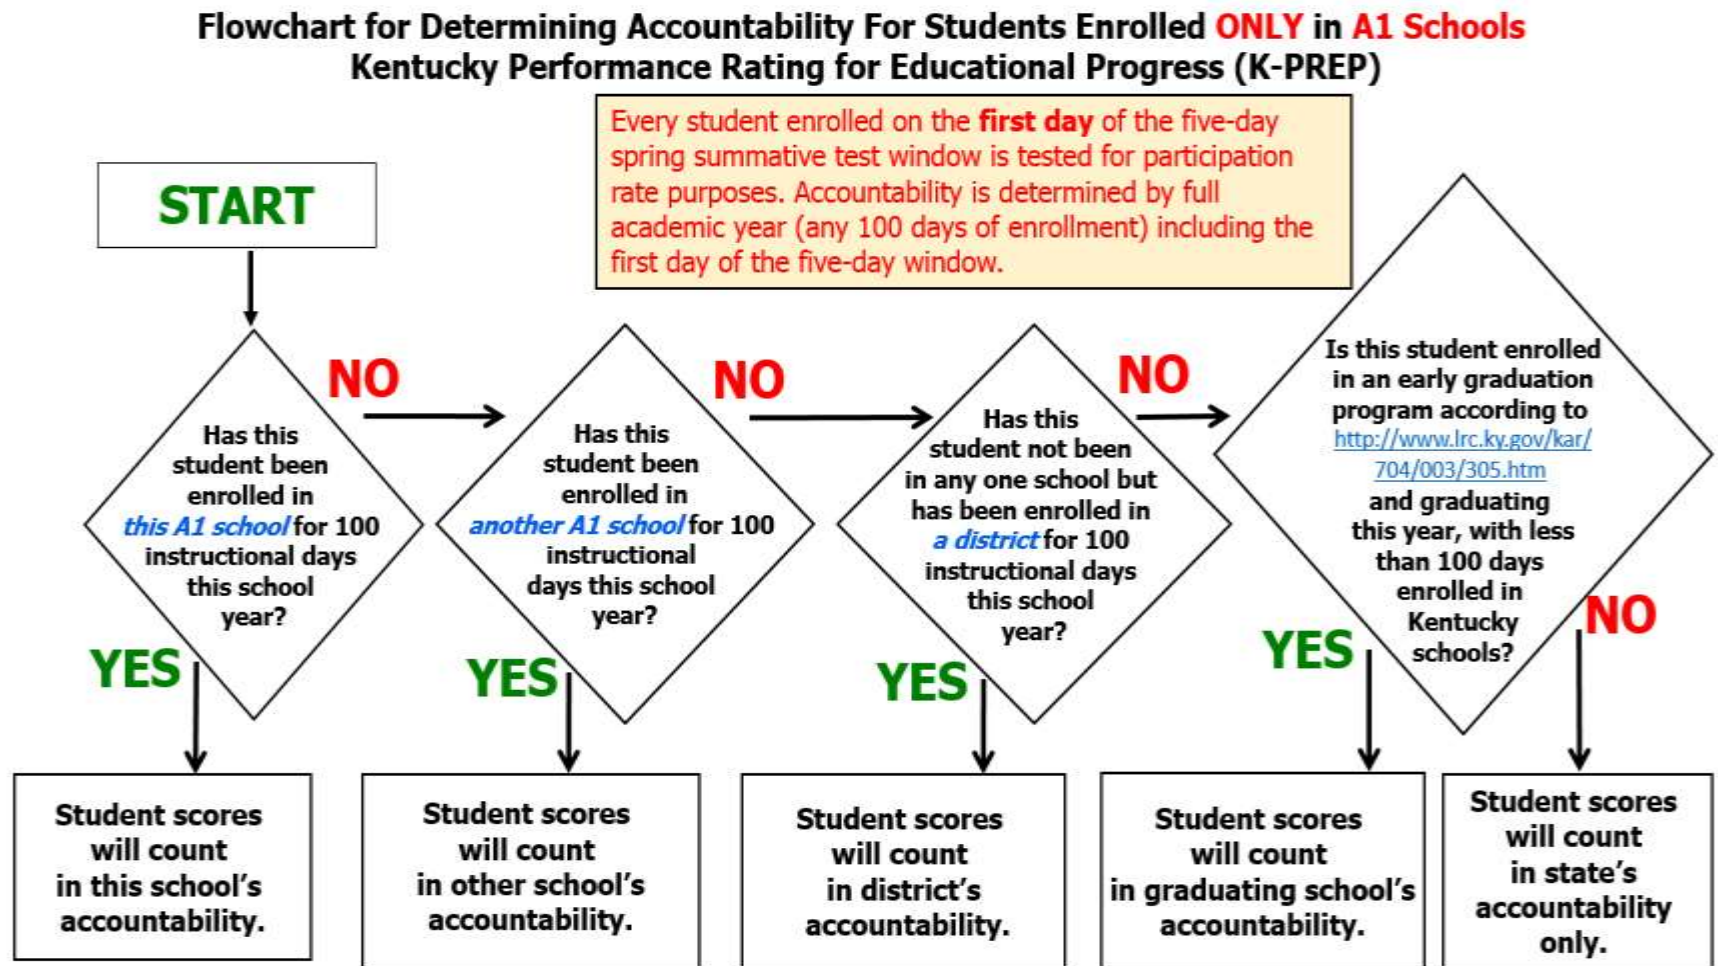 Flowchart for Determining Accountability For Students Enrolled ONLY in A1 Schools
Kentucky Performance Rating for Educational Progress (K-PREP)
Every student enrolled on the first day of the five-day
spring summative test window is tested for participation
rate purposes. Accountability is determined by full
academic year (any 100 days of enrollment) including the
first day of the five-day window.
START
Has this
student been
enrolled in
this A1 school for 100
instructional days
this school
year?
NO
YES
Has this
student been
enrolled in
another A1 school for 100
instructional
days this school
year?
NO
YES
Has this
student not been
in any one school but
has been enrolled in
a district for 100
instructional days
this school
year?
NO
YES
Is this student enrolled
in an early graduation
program according to
http://www.lrc.ky.gov/kar/
704/003/305.htm
and graduating
this year, with less
than 100 days
enrolled in
Kentucky
schools?
YES
NO
Student scores
will count
in this school's
accountability.
Student scores
will count
in other school's
accountability.
Student scores
will count
in district's
accountability.
Student scores
will count
in graduating school's
accountability.
Student scores
will count
in state's
accountability
only.